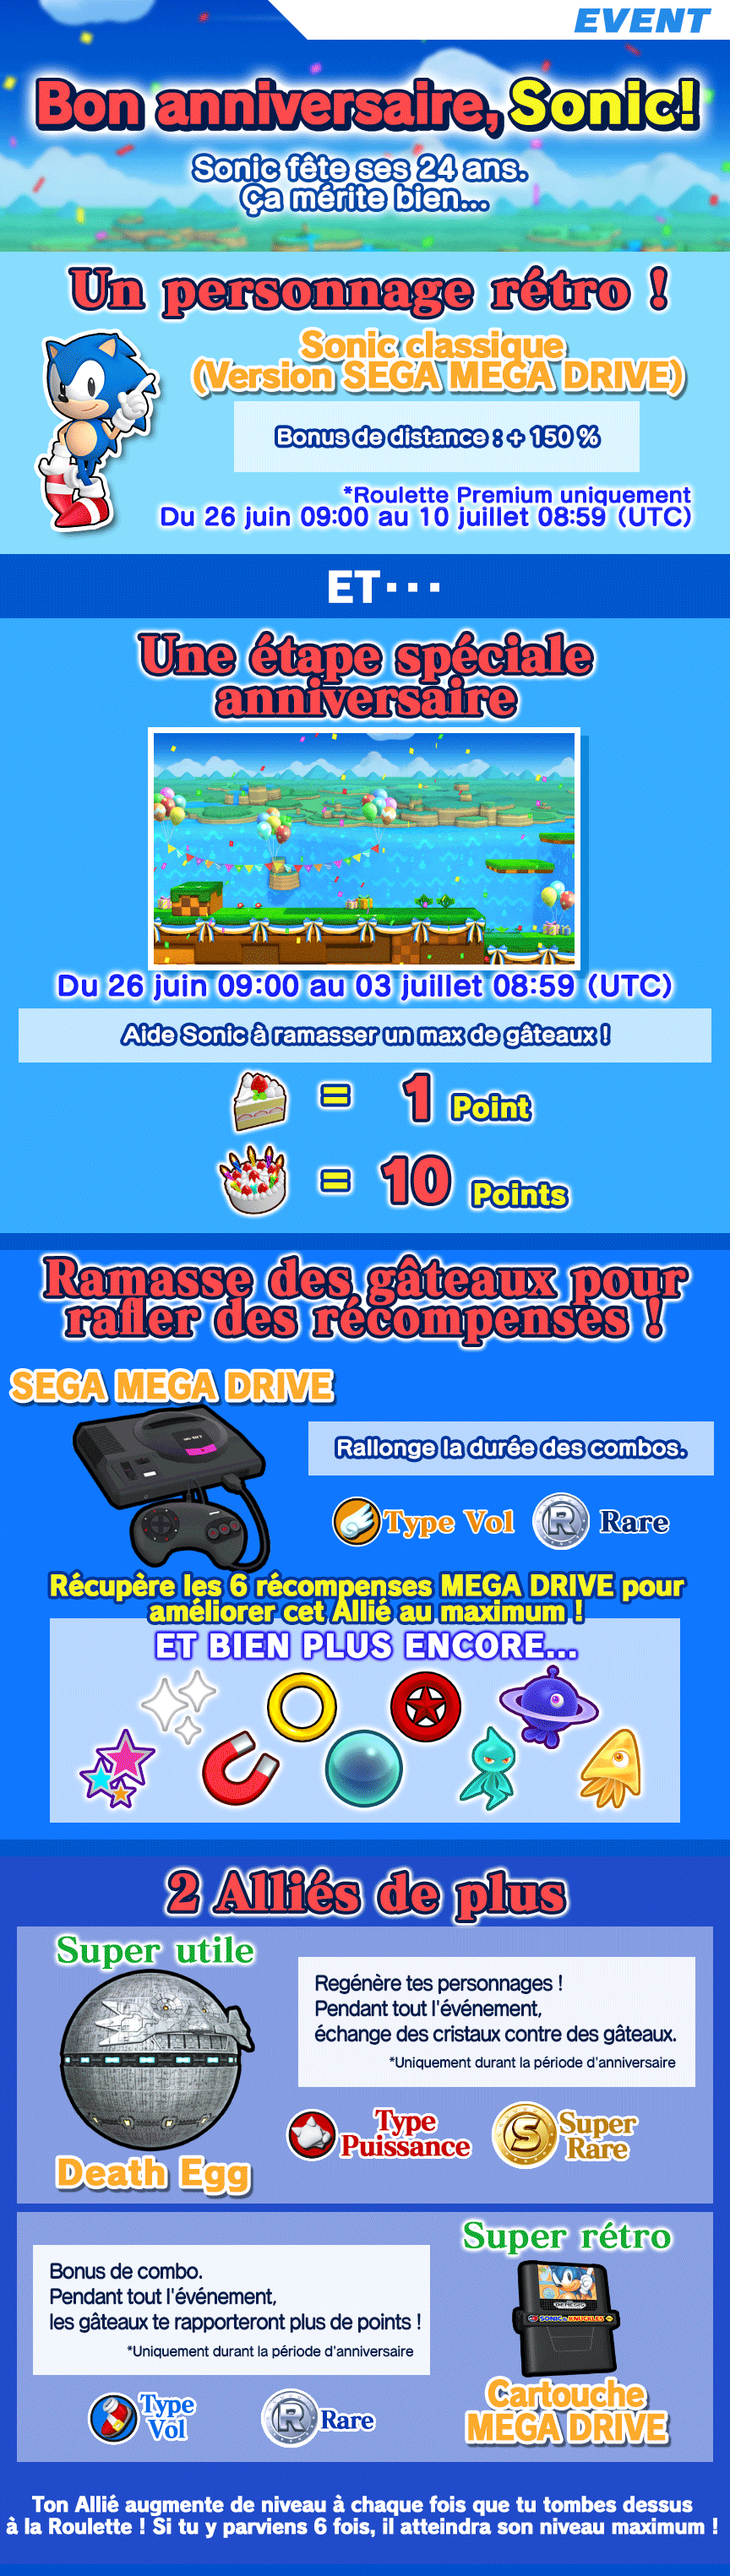 EVENT
Bon anniversaire, Sonic!
Sonic fête ses 24 ans.
Ça mérite bien...
Un personnage rétro !
Sonic classique
(Version SEGA MEGA DRIVE)
Bonus de distance : + 150 %
*Roulette Premium uniquement
Du 26 juin 09:00 au 10 juillet 08:59 (UTC)
ET···
Une étape spéciale
anniversaire
Du 26 juin 09:00 au 03 juillet 08:59 (UTC)
Aide Sonic à ramasser un max de gâteaux !
= 1 Point
= 10 Points
Ramasse des gâteaux pour
rafler des récompenses !
SEGA MEGA DRIVE
Rallonge la durée des combos.
Type Vol R Rare
Récupère les 6 récompenses MEGA DRIVE pour
améliorer cet Allié au maximum !
ET BIEN PLUS ENCORE...
2 Alliés de plus
Super utile
Regénère tes personnages !
Pendant tout l'événement,
échange des cristaux contre des gâteaux.
*Uniquement durant la période d'anniversaire
Type
Puissance
S Super
Rare
Death Egg
Super rétro
Bonus de combo.
Pendant tout l'événement,
les gâteaux te rapporteront plus de points !
*Uniquement durant la période d'anniversaire
GENESIS
SONIC & KNUCKLES
Type
Vol
R Rare
Cartouche
MEGA DRIVE
Ton Allié augmente de niveau à chaque fois que tu tombes dessus
à la Roulette ! Si tu y parviens 6 fois, il atteindra son niveau maximum !